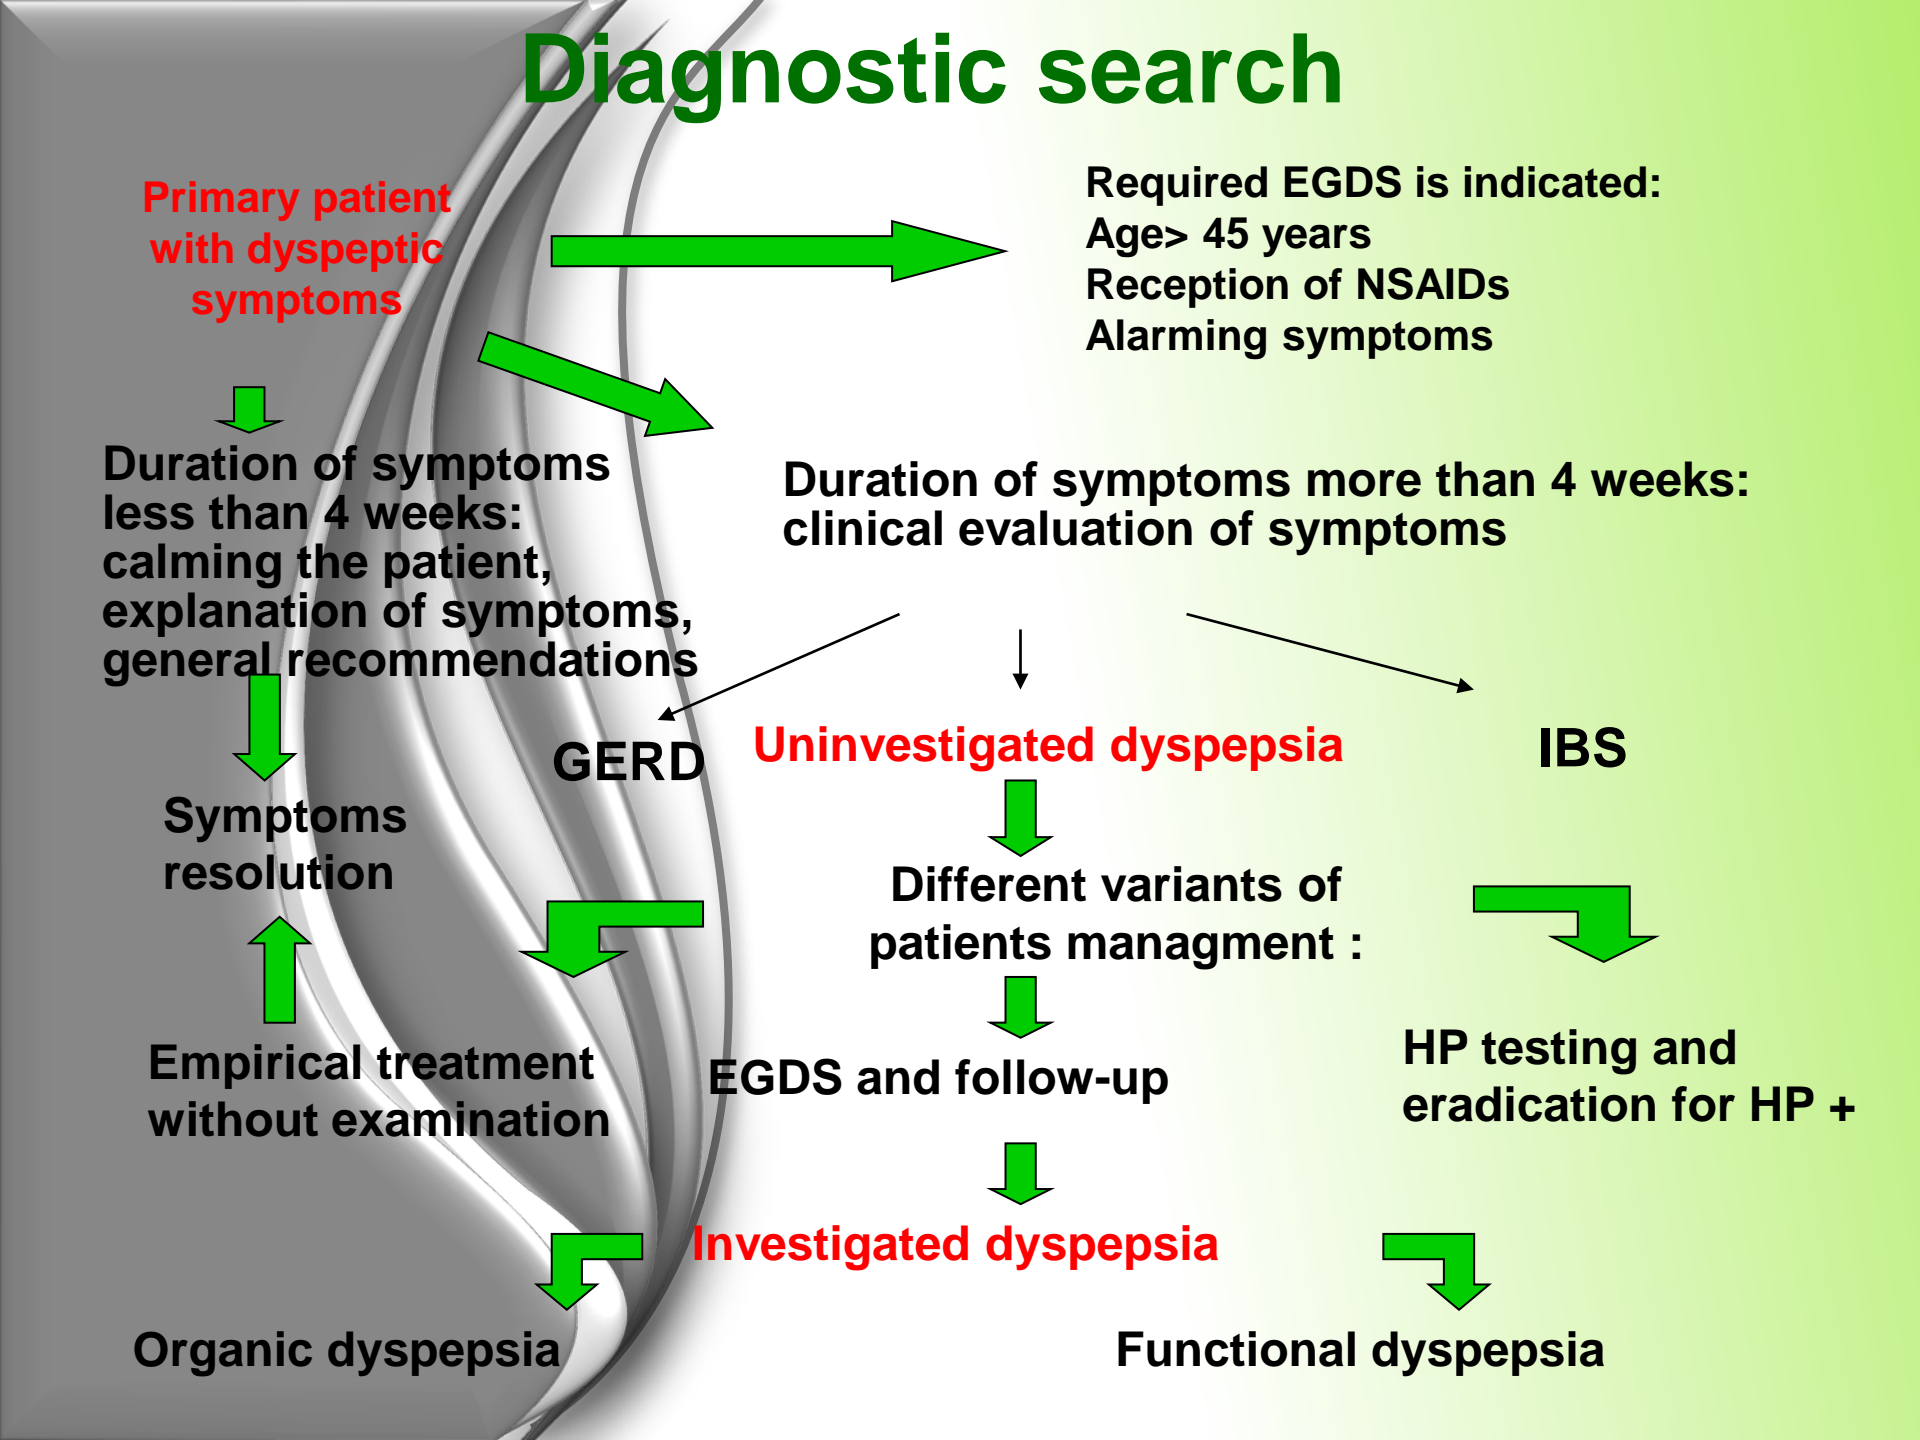 Diagnostic search
Primary patient
with dyspeptic
symptoms
Required EGDS is indicated:
Age> 45 years
Reception of NSAIDs
Alarming symptoms
Duration of symptoms
less than 4 weeks:
calming the patient,
explanation of symptoms,
general recommendations
Duration of symptoms more than 4 weeks:
clinical evaluation of symptoms
GERD
Uninvestigated dyspepsia
IBS
Symptoms
resolution
Different variants of
patients managment :
Empirical treatment
without examination
EGDS and follow-up
HP testing and
eradication for HP +
Investigated dyspepsia
Organic dyspepsia
Functional dyspepsia